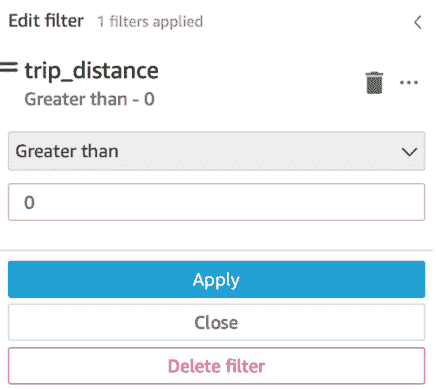 Edit filter 1 filters applied
trip_distance
Greater than - 0
Greater than
0
Apply
Close
Delete filter